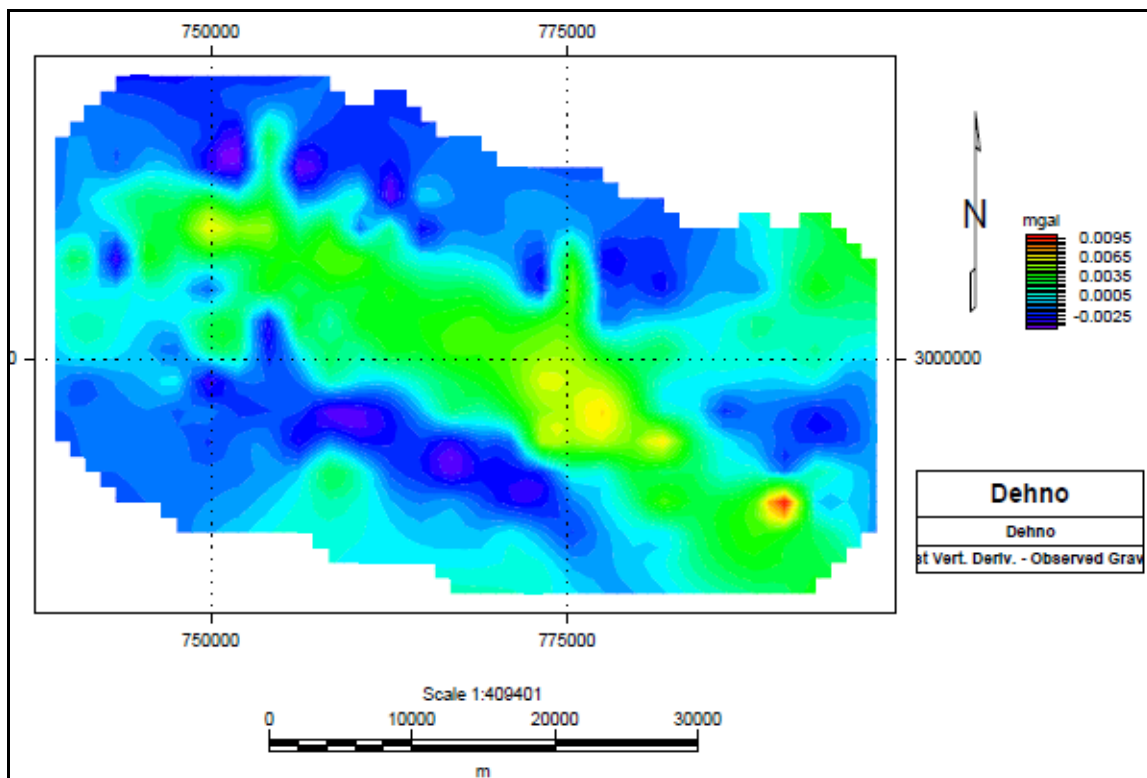 750000 775000
N
mgal
0.0095
0.0065
0.0035
0.0005
-0.0025
0 3000000
Dehno
Dehno
st Vert. Deriv. - Observed Grav
750000 775000
Scale 1:409401
0 10000 20000 30000
m